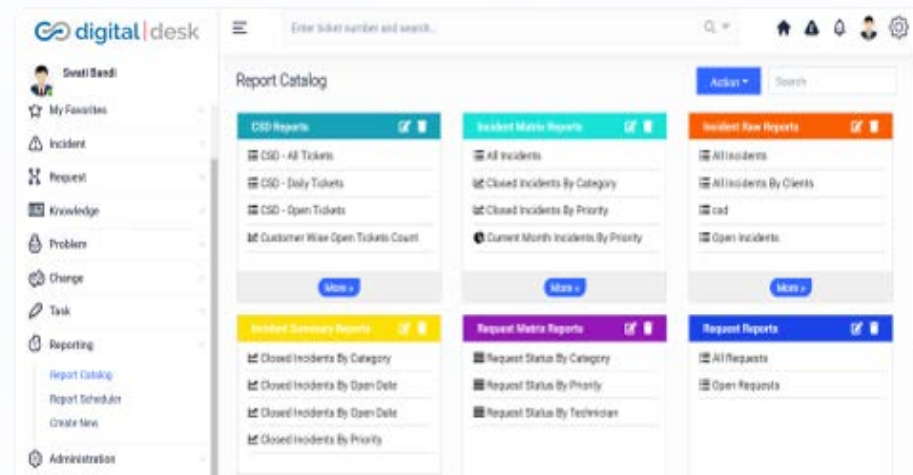 digital|desk
Enter ticket number and search...
Swati Bandi
My Favorites
Incident
Request
Knowledge
Problem
Change
Task
Reporting
Report Catalog
Report Scheduler
Create New
Administration
Report Catalog
Action
Search
CSD Reports
CSD - All Tickets
CSD - Daily Tickets
CSD - Open Tickets
Customer Wise Open Tickets Count
More »
Incident Matrix Reports
All Incidents
Closed Incidents By Category
Closed Incidents By Priority
Current Month Incidents By Priority
More »
Incident Raw Reports
All Incidents
All Incidents By Clients
csd
Open Incidents
More »
Incident Summary Reports
Closed Incidents By Category
Closed Incidents By Open Date
Closed Incidents By Open Date
Closed Incidents By Priority
Request Matrix Reports
Request Status By Category
Request Status By Priority
Request Status By Technician
Request Reports
All Requests
Open Requests